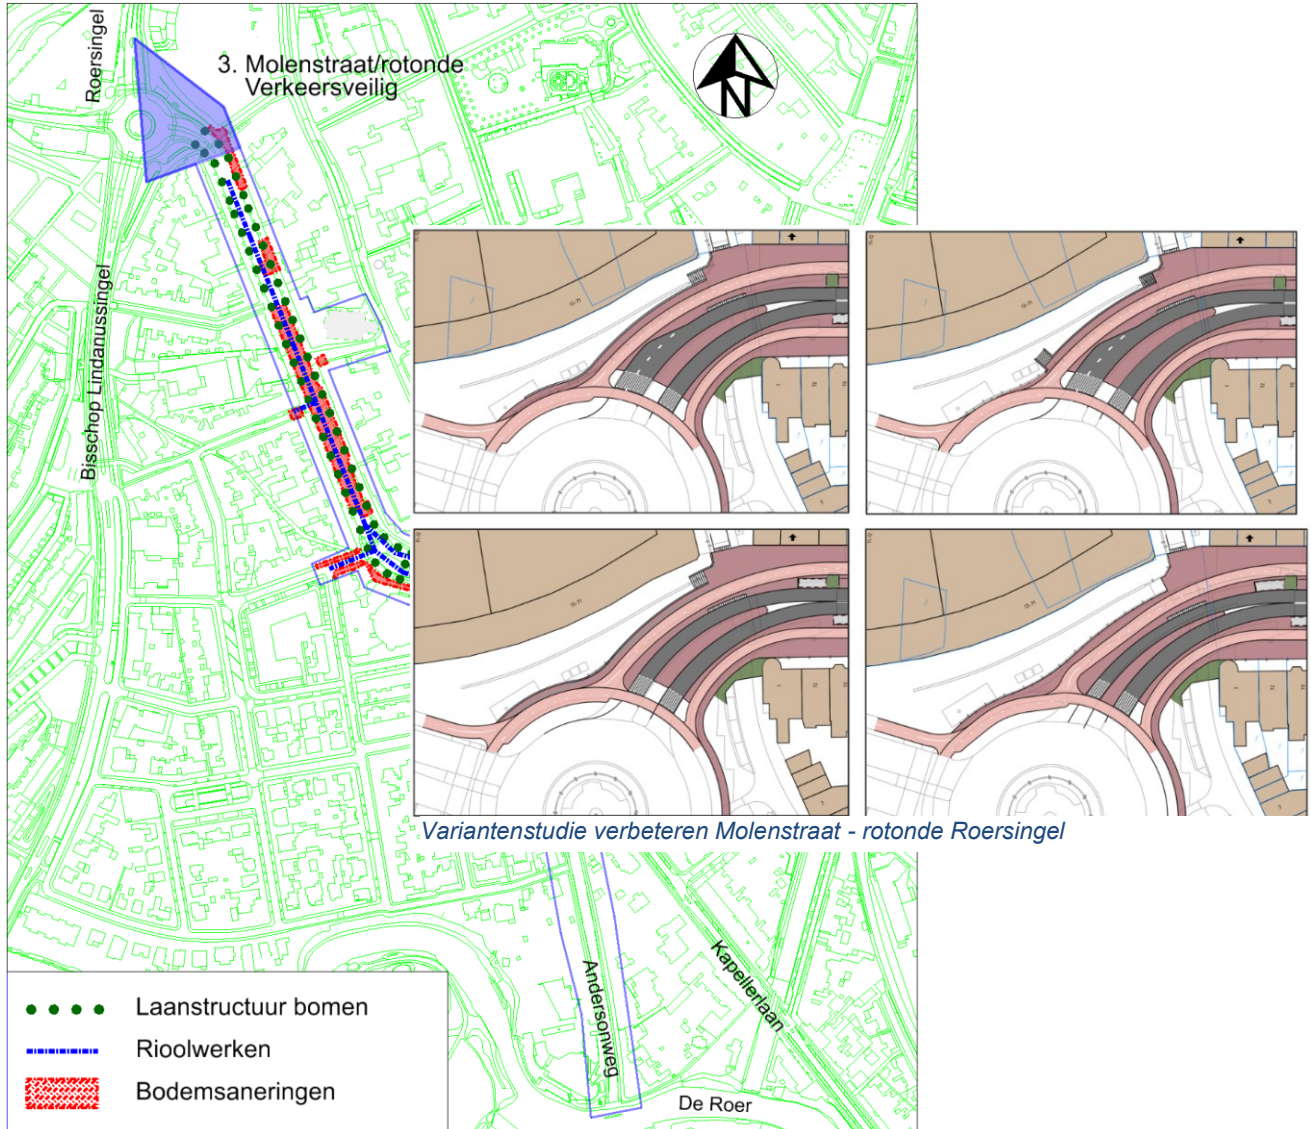 Roersingel
3. Molenstraat/rotonde
Verkeersveilig
N
Bisschop Lindanussingel
Variantenstudie verbeteren Molenstraat - rotonde Roersingel
Andersonweg
Kapellerlaan
De Roer
Laanstructuur bomen
Rioolwerken
Bodemsaneringen